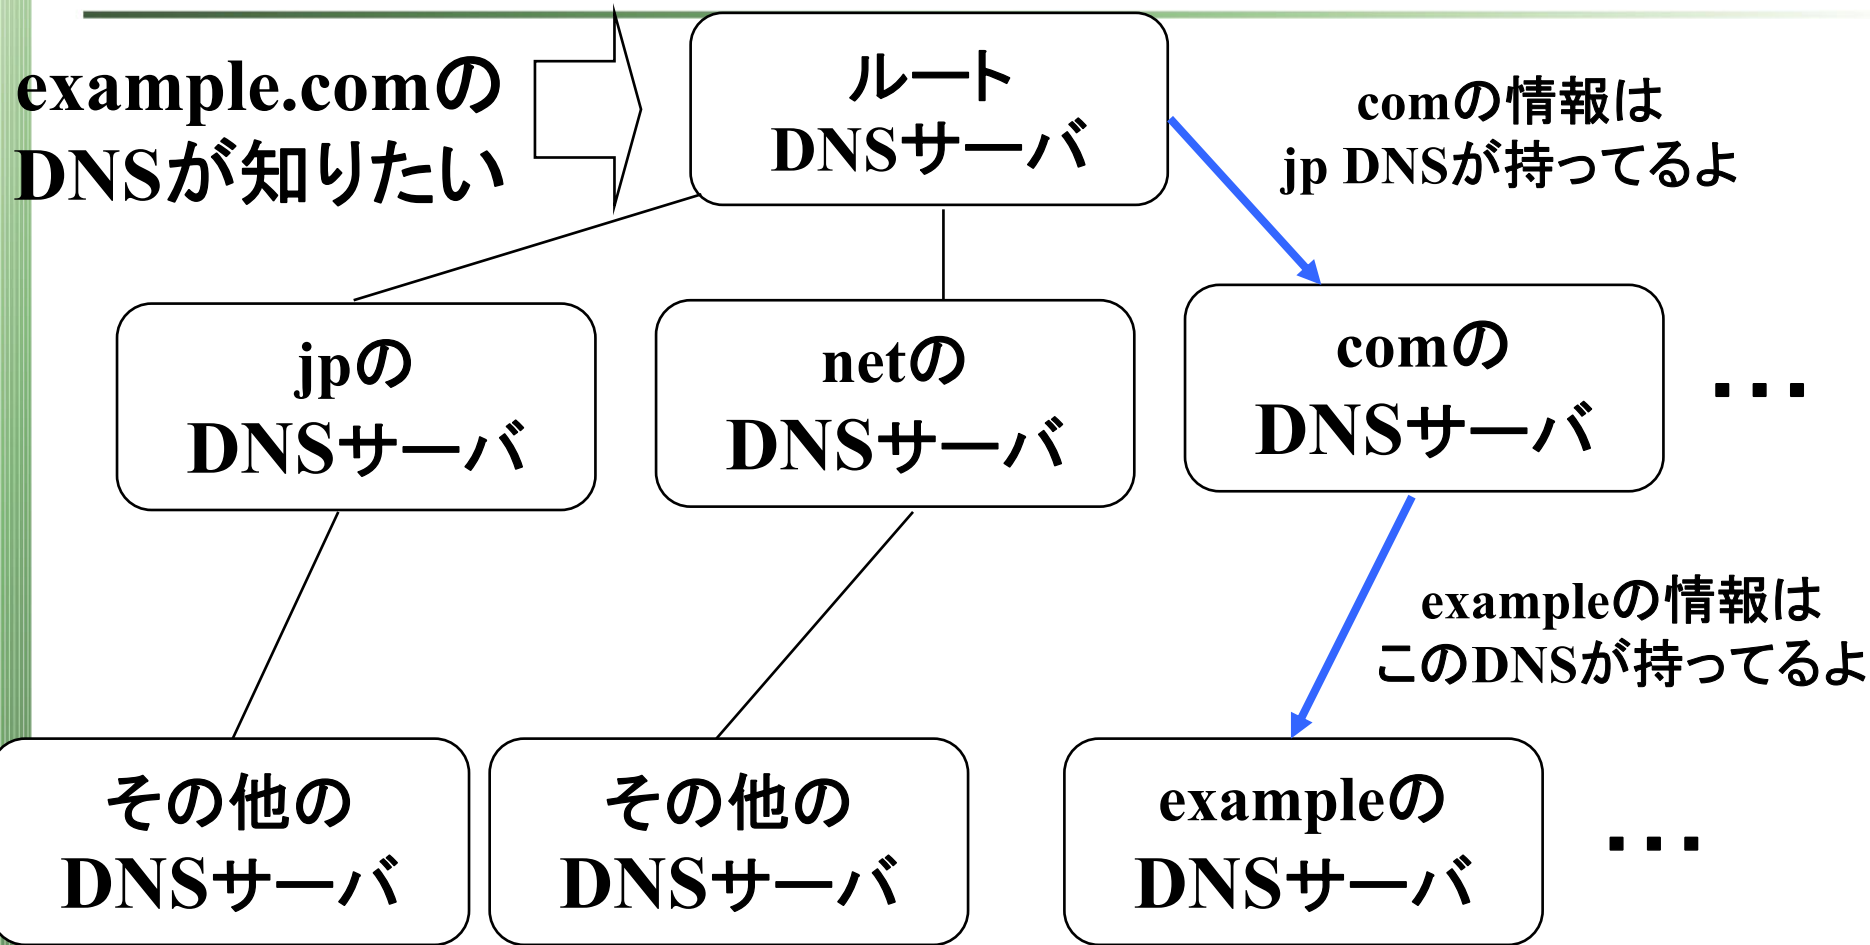 example.comの
DNSが知りたい
ルート
DNSサーバ
comの情報は
jp DNSが持ってるよ
jpの
DNSサーバ
netの
DNSサーバ
comの
DNSサーバ
...
exampleの情報は
このDNSが持ってるよ
その他の
DNSサーバ
その他の
DNSサーバ
exampleの
DNSサーバ
...